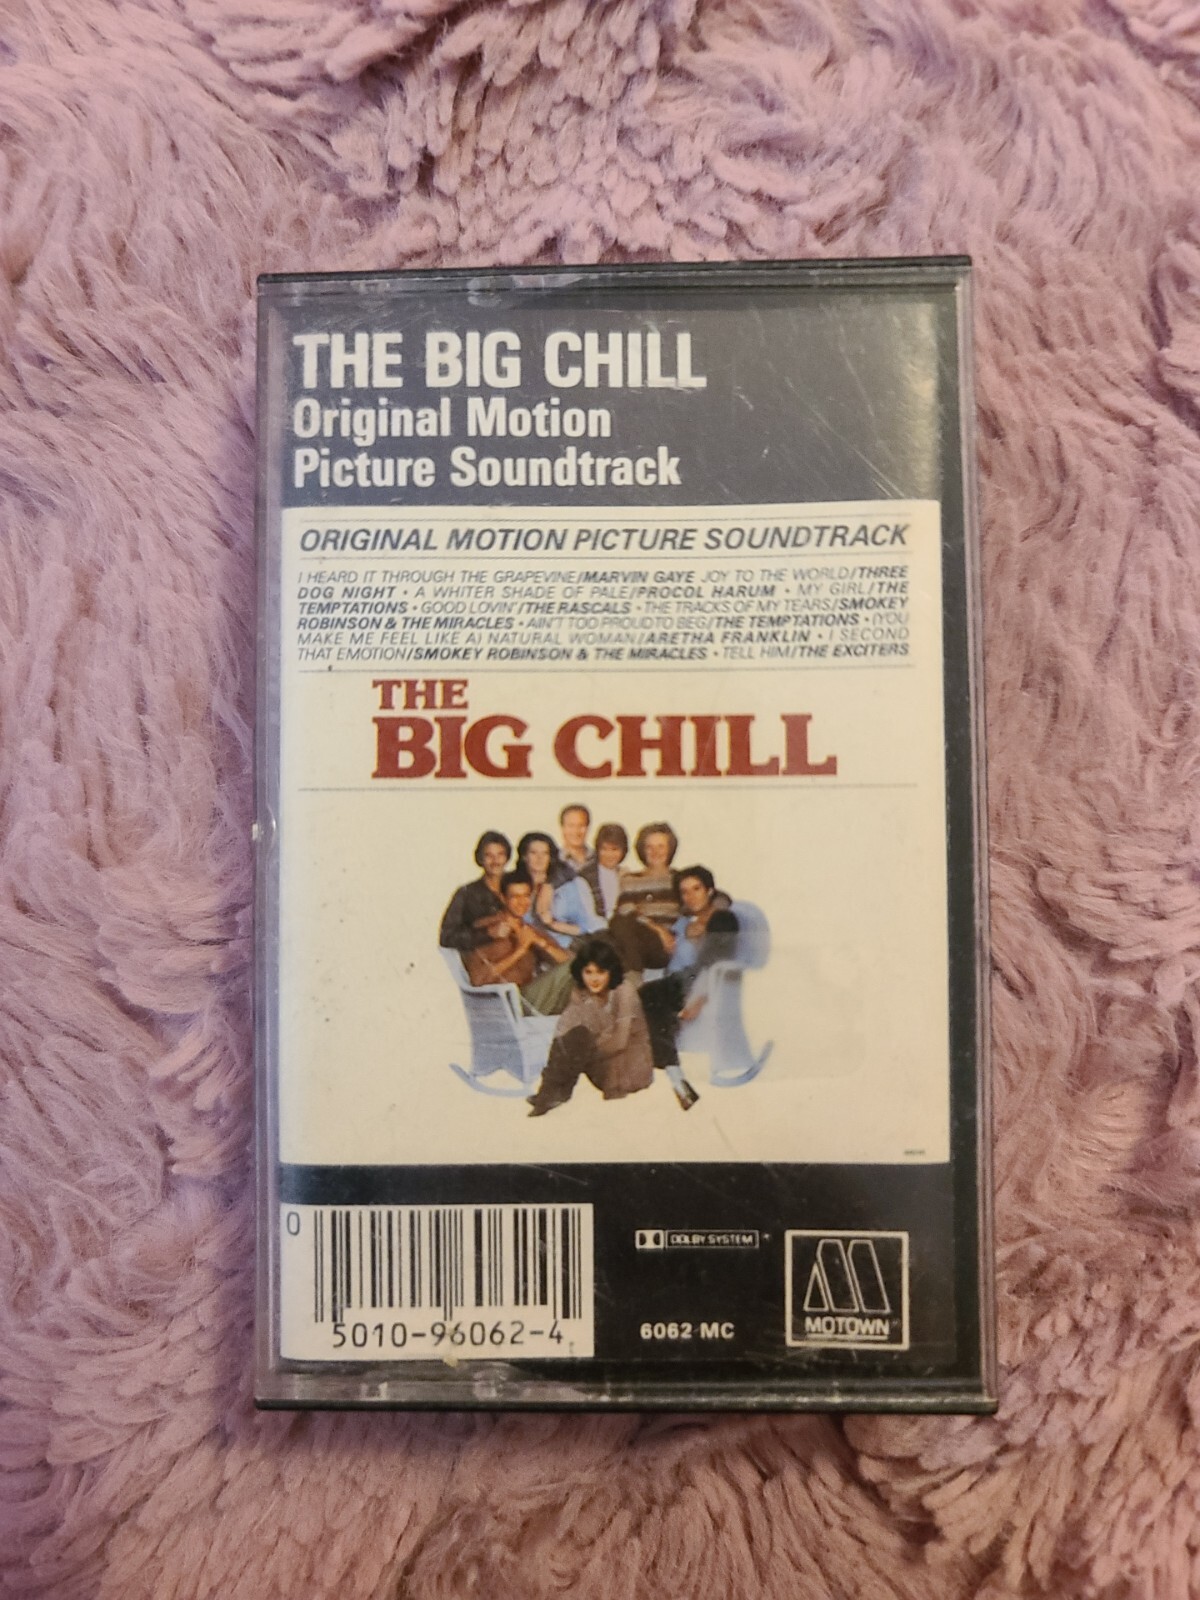 THE BIG CHILL
Original Motion
Picture Soundtrack
ORIGINAL MOTION PICTURE SOUNDTRACK
I HEARD IT THROUGH THE GRAPEVINE/MARVIN GAYE JOY TO THE WORLD/THREE
DOG NIGHT • A WHITER SHADE OF PALE/PROCOL HARUM • MY GIRL/THE
TEMPTATIONS • GOOD LOVIN'/THE RASCALS • THE TRACKS OF MY TEARS/SMOKEY
ROBINSON & THE MIRACLES • AIN'T TOO PROUD TO BEG/THE TEMPTATIONS • (YOU
MAKE ME FEEL LIKE A) NATURAL WOMAN/ARETHA FRANKLIN • I SECOND
THAT EMOTION/SMOKEY ROBINSON & THE MIRACLES • TELL HIM/THE EXCITERS
THE
BIG CHILL
0
5010-96062-4
DOLBY SYSTEM
6062 MC
MOTOWN